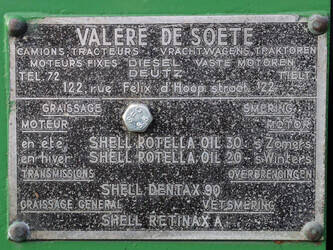 VALÈRE DE SOETE
CAMIONS, TRACTEURS - VRACHTWAGENS, TRAKTOREN
MOTEURS FIXES DIESEL VASTE MOTOREN
TEL. 72 DEUTZ TIELT
122, rue Felix d'Hoop straat, 122
GRAISSAGE SMERING
MOTEUR MOTOR
en été, SHELL ROTELLA OIL 30 's Zomers
en hiver SHELL ROTELLA OIL 20 's Winters
TRANSMISSIONS OVERBRENGINGEN
SHELL DENTAX 90
GRAISSAGE GENERAL VETSMERING
SHELL RETINAX A